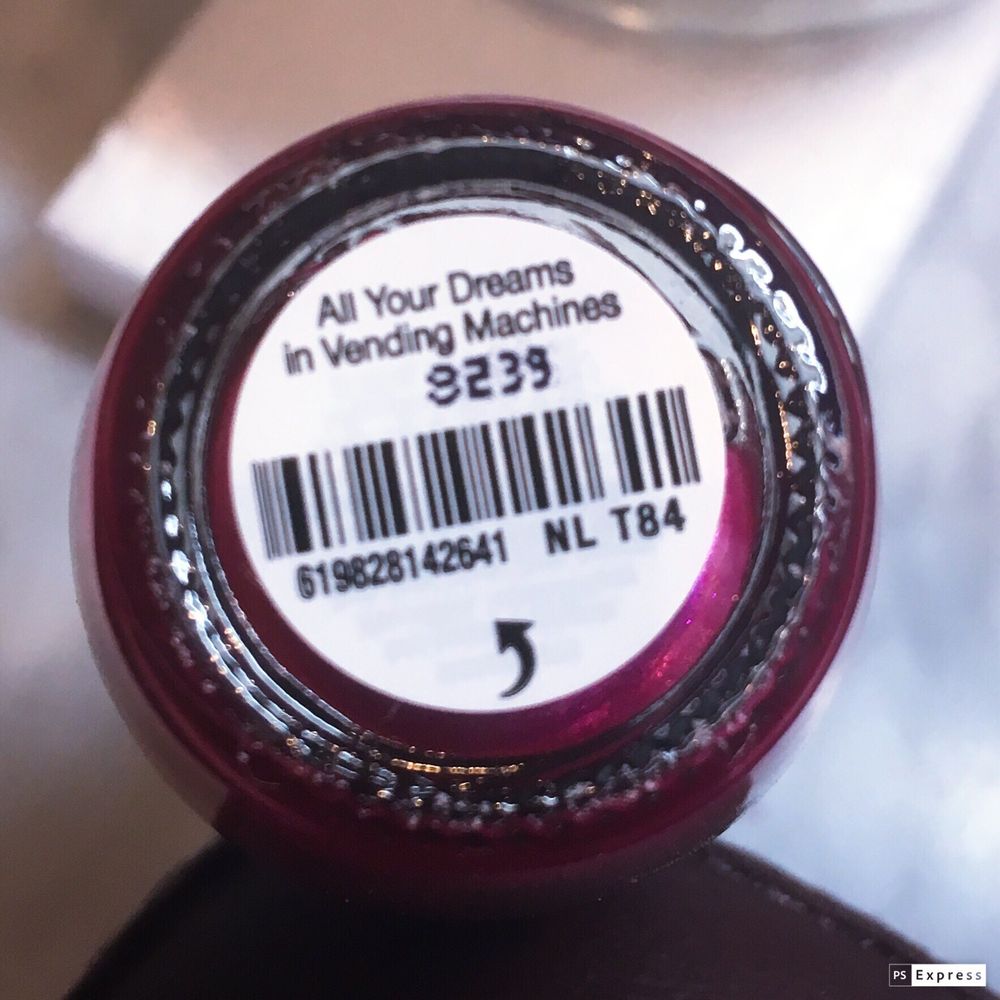 All Your Dreams
in Vending Machines
8239
619828142641 NL T84
PS Express